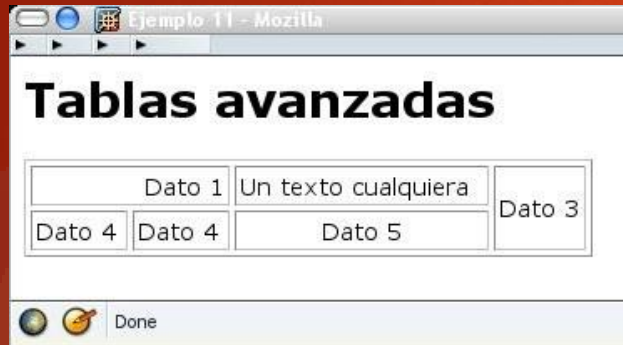 Ejemplo 11 - Mozilla
Tablas avanzadas
Dato 1 Un texto cualquiera Dato 3
Dato 4 Dato 4 Dato 5
Done